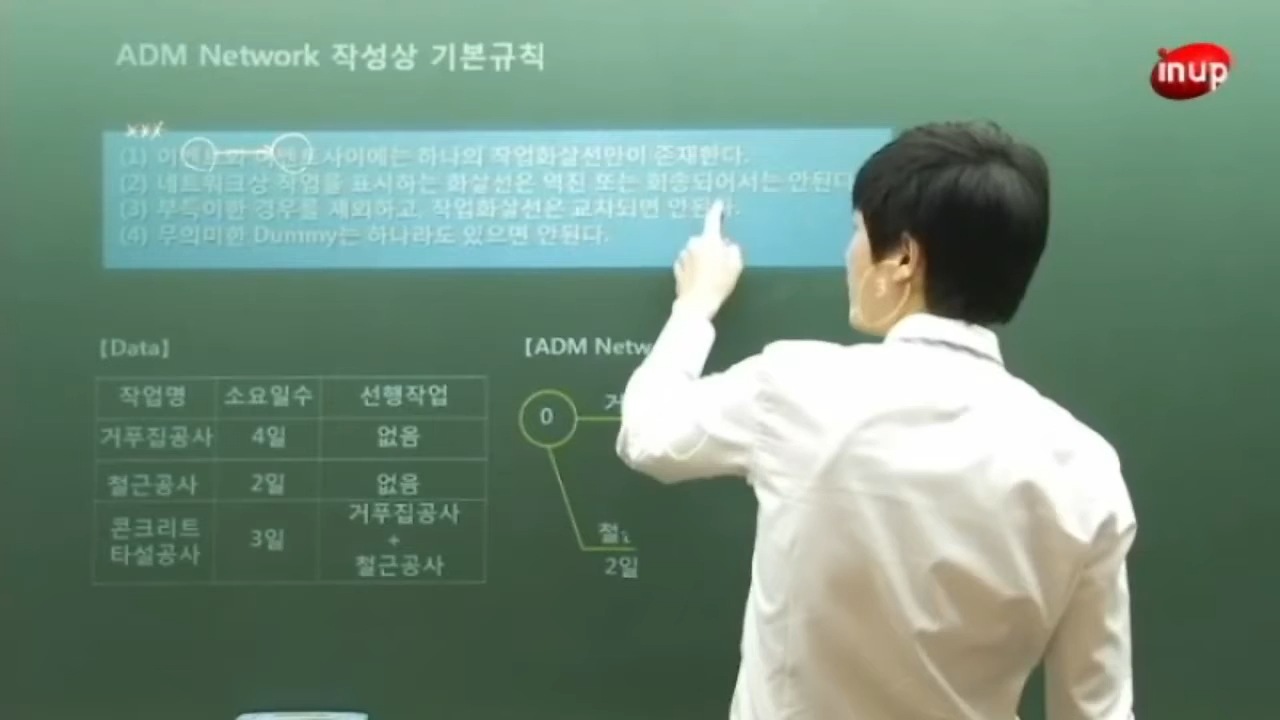 ADM Network 작성상 기본규칙
inup
×××
(1) 이벤트와 이벤트사이에는 하나의 작업화살선만이 존재한다.
(2) 네트워크상 작업을 표시하는 화살선은 역진 또는 회송되어서는 안된다
(3) 부득이한 경우를 제외하고, 작업화살선은 교차되면 안된다.
(4) 무의미한 Dummy는 하나라도 있으면 안된다.
[Data]
[ADM Netw
작업명 소요일수 선행작업
거푸집공사 4일 없음
철근공사 2일 없음
콘크리트
타설공사 3일 거푸집공사
+
철근공사
0
거
철근
2일